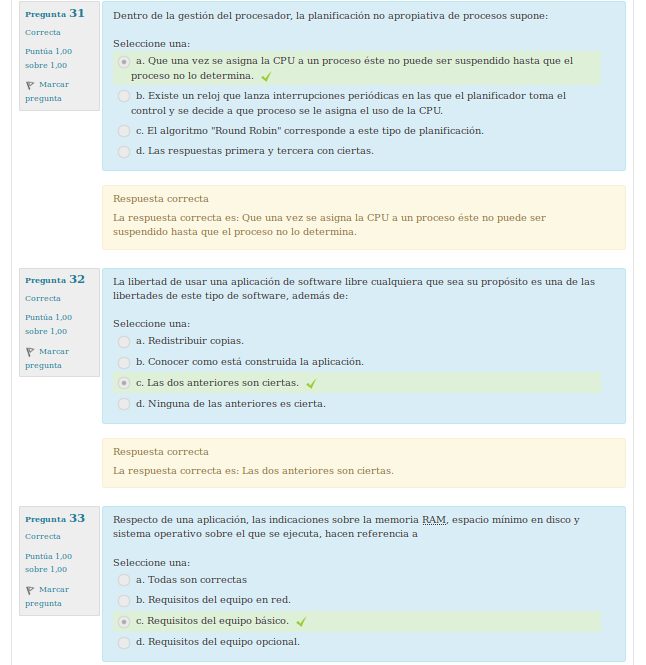 Pregunta 31
Correcta
Puntúa 1,00
sobre 1,00
Marcar
pregunta
Dentro de la gestión del procesador, la planificación no apropiativa de procesos supone:
Seleccione una:
a. Que una vez se asigna la CPU a un proceso éste no puede ser suspendido hasta que el
proceso no lo determina.
b. Existe un reloj que lanza interrupciones periódicas en las que el planificador toma el
control y se decide a que proceso se le asigna el uso de la CPU.
c. El algoritmo "Round Robin" corresponde a este tipo de planificación.
d. Las respuestas primera y tercera con ciertas.
Respuesta correcta
La respuesta correcta es: Que una vez se asigna la CPU a un proceso éste no puede ser
suspendido hasta que el proceso no lo determina.
Pregunta 32
Correcta
Puntúa 1,00
sobre 1,00
Marcar
pregunta
La libertad de usar una aplicación de software libre cualquiera que sea su propósito es una de las
libertades de este tipo de software, además de:
Seleccione una:
a. Redistribuir copias.
b. Conocer como está construida la aplicación.
c. Las dos anteriores son ciertas.
d. Ninguna de las anteriores es cierta.
Respuesta correcta
La respuesta correcta es: Las dos anteriores son ciertas.
Pregunta 33
Correcta
Puntúa 1,00
sobre 1,00
Marcar
pregunta
Respecto de una aplicación, las indicaciones sobre la memoria RAM, espacio mínimo en disco y
sistema operativo sobre el que se ejecuta, hacen referencia a
Seleccione una:
a. Todas son correctas
b. Requisitos del equipo en red.
c. Requisitos del equipo básico.
d. Requisitos del equipo opcional.